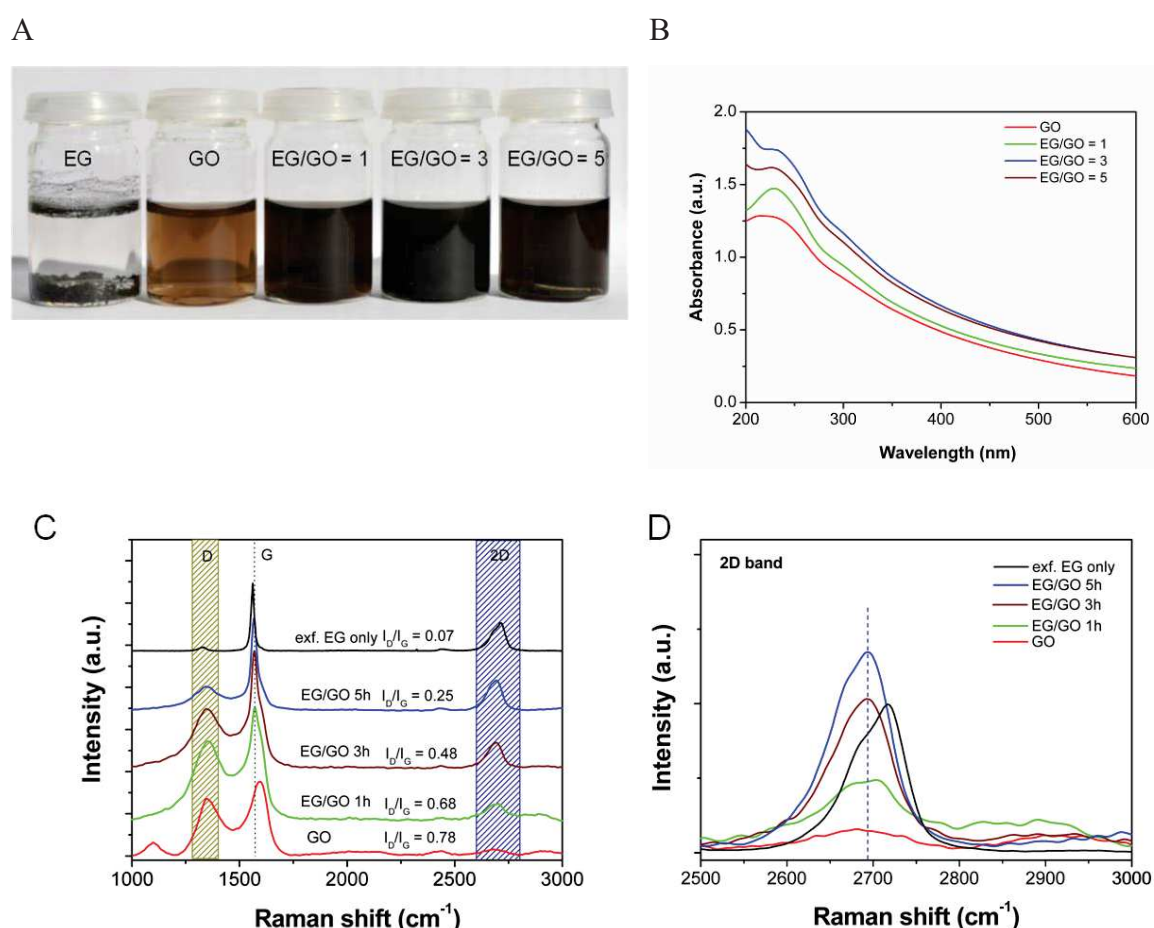 A
EG
GO
EG/GO = 1
EG/GO = 3
EG/GO = 5
B
2.0
1.5
1.0
0.5
0.0
200
300
400
500
600
Absorbance (a.u.)
Wavelength (nm)
GO
EG/GO = 1
EG/GO = 3
EG/GO = 5
C
D
G
2D
exf. EG only I_D/I_G = 0.07
EG/GO 5h I_D/I_G = 0.25
EG/GO 3h I_D/I_G = 0.48
EG/GO 1h I_D/I_G = 0.68
GO I_D/I_G = 0.78
Intensity (a.u.)
1000
1500
2000
2500
3000
Raman shift (cm⁻¹)
D
2D band
exf. EG only
EG/GO 5h
EG/GO 3h
EG/GO 1h
GO
Intensity (a.u.)
2500
2600
2700
2800
2900
3000
Raman shift (cm⁻¹)